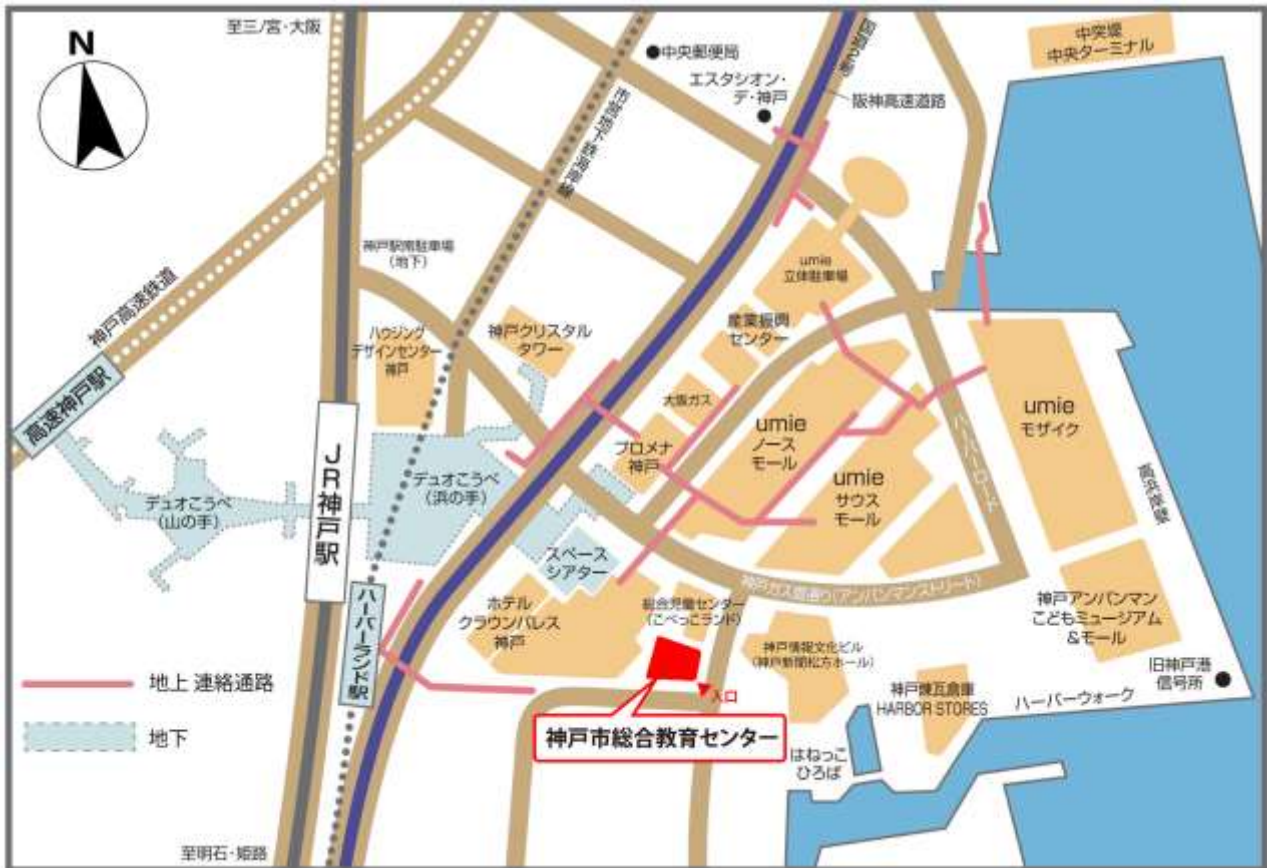 N
至三ノ宮・大阪
中央郵便局
エスタシオン・
デ・神戸
国道2号
阪神高速道路
中突堤
中央ターミナル
市営地下鉄海岸線
神戸高速鉄道
高速神戸駅
神戸駅南駐車場
(地下)
ハウジング
デザインセンター
神戸
神戸クリスタル
タワー
umie
立体駐車場
産業振興
センター
大阪ガス
プロメナ
神戸
umie
ノース
モール
umie
サウス
モール
umie
モザイク
ハーバーロード
高浜岸壁
デュオこうべ
(山の手)
JR神戸駅
デュオこうべ
(浜の手)
スペース
シアター
ハーバーランド駅
ホテル
クラウンパレス
神戸
総合児童センター
(こべっこランド)
神戸ガス燈通り(アンパンマンストリート)
神戸情報文化ビル
(神戸新聞松方ホール)
神戸アンパンマン
こどもミュージアム
&モール
旧神戸港
信号所
神戸煉瓦倉庫
HARBOR STORES
ハーバーウォーク
はねっこ
ひろば
入口
神戸市総合教育センター
地上 連絡通路
地下
至明石・姫路